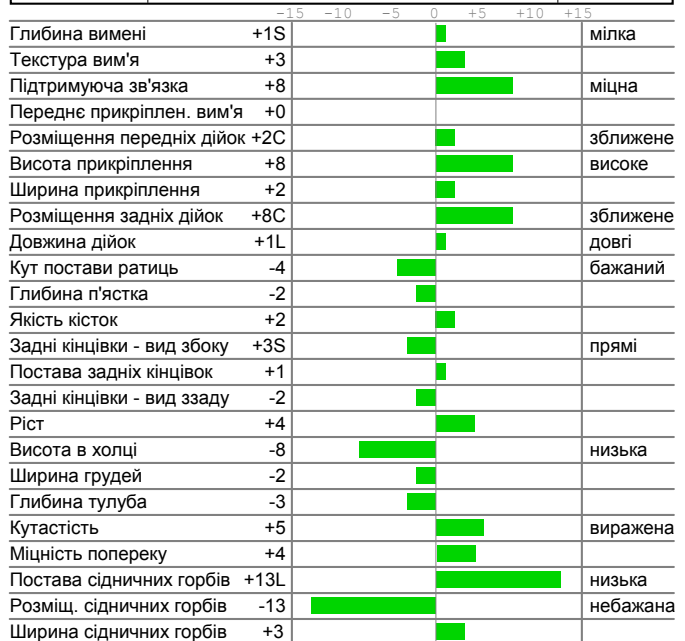 -15 -10 -5 0 +5 +10 +15
Глибина вимені +1S мілка
Текстура вим'я +3
Підтримуюча зв'язка +8 міцна
Переднє прикріплен. вим'я +0
Розміщення передніх дійок +2C зближене
Висота прикріплення +8 високе
Ширина прикріплення +2
Розміщення задніх дійок +8C зближене
Довжина дійок +1L довгі
Кут постави ратиць -4 бажаний
Глибина п'ястка -2
Якість кісток +2
Задні кінцівки - вид збоку +3S прямі
Постава задніх кінцівок +1
Задні кінцівки - вид ззаду -2
Ріст +4
Висота в холці -8 низька
Ширина грудей -2
Глибина тулуба -3
Кутастість +5 виражена
Міцність попереку +4
Постава сідничних горбів +13L низька
Розміщ. сідничних горбів -13 небажана
Ширина сідничних горбів +3